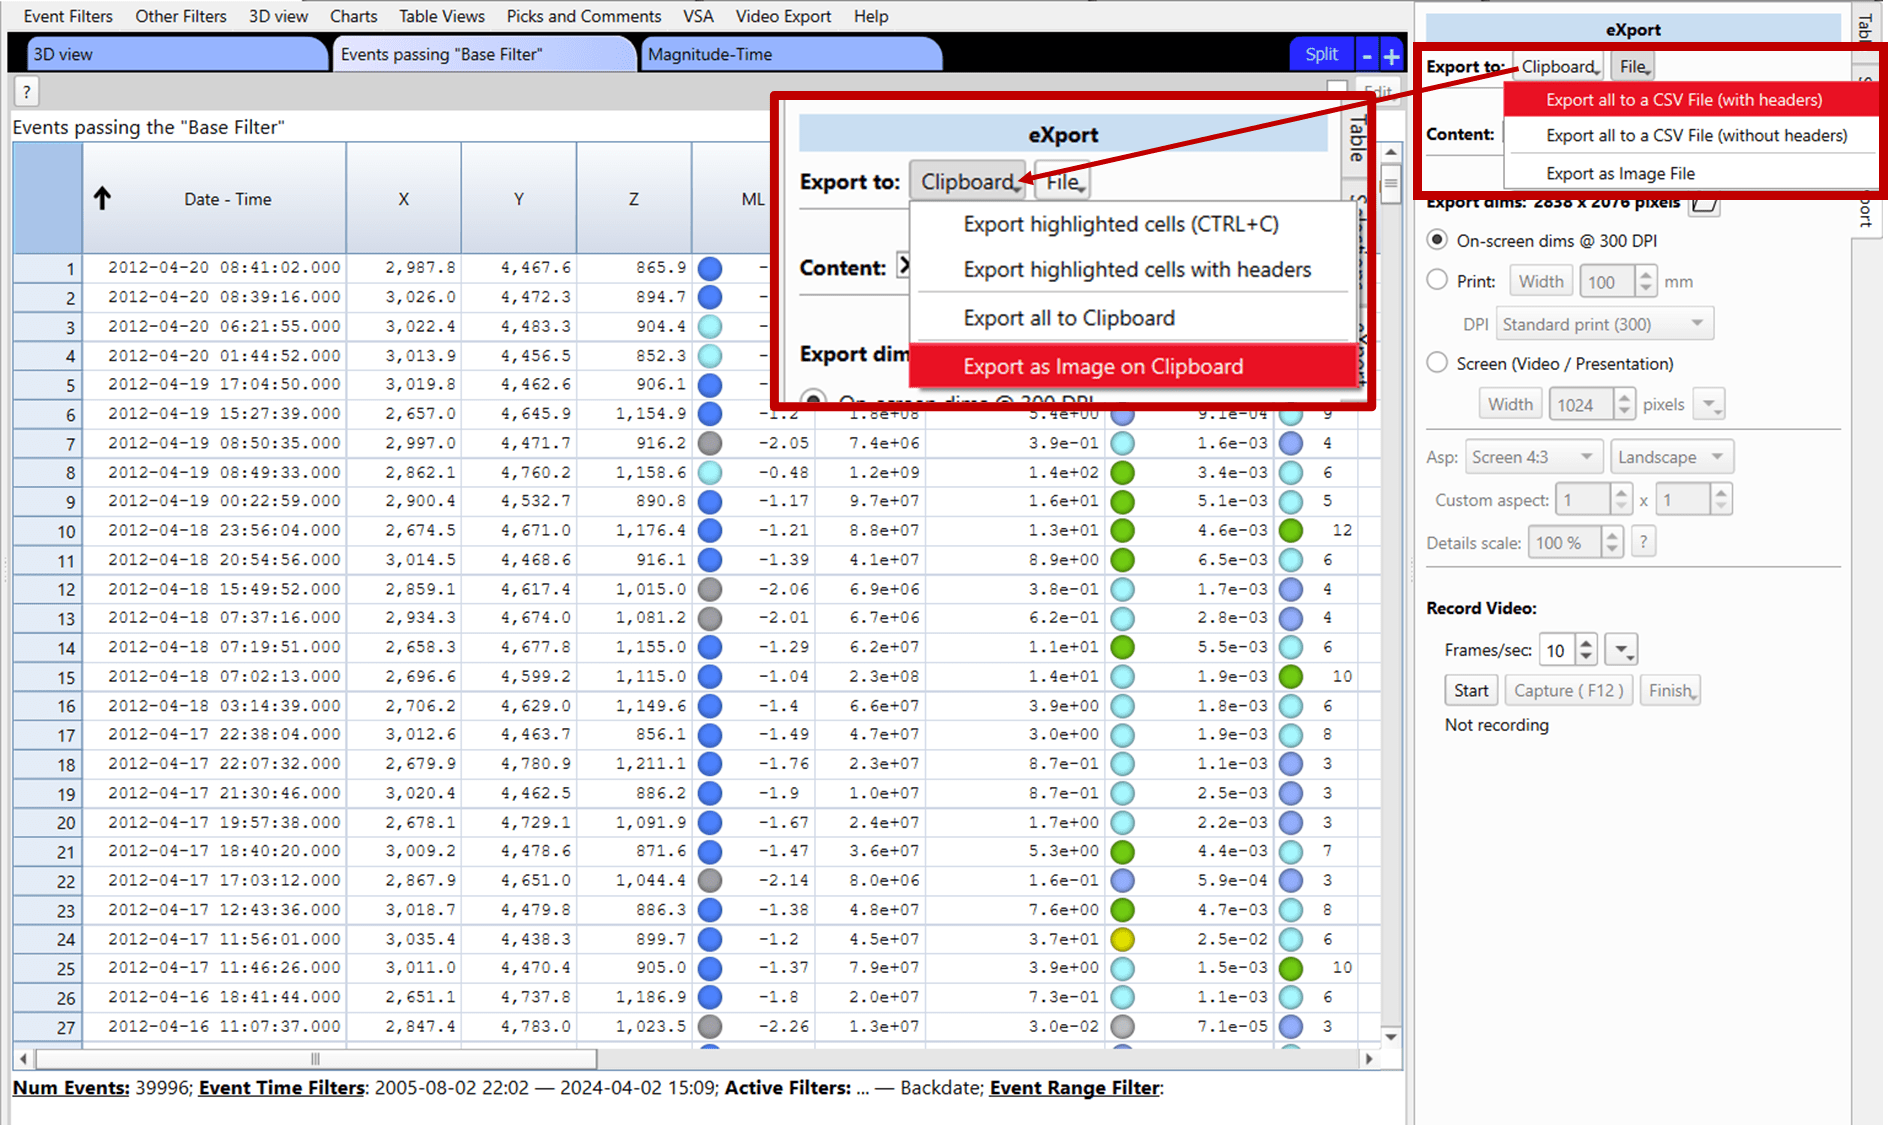 Event Filters Other Filters 3D view Charts Table Views Picks and Comments VSA Video Export Help
3D view Events passing "Base Filter" Magnitude-Time Split - +
? Edit
Events passing the "Base Filter"
Date - Time X Y Z ML
1 2012-04-20 08:41:02.000 2,987.8 4,467.6 865.9 -
2 2012-04-20 08:39:16.000 3,026.0 4,472.3 894.7 -
3 2012-04-20 06:21:55.000 3,022.4 4,483.3 904.4 -
4 2012-04-20 01:44:52.000 3,013.9 4,456.5 852.3 -
5 2012-04-19 17:04:50.000 3,019.8 4,462.6 906.1 -
6 2012-04-19 15:27:39.000 2,657.0 4,645.9 1,154.9 -1.2 1.8e+08 5.4e+00 9.1e-04 9
7 2012-04-19 08:50:35.000 2,997.0 4,471.7 916.2 -2.05 7.4e+06 3.9e-01 1.6e-03 4
8 2012-04-19 08:49:33.000 2,862.1 4,760.2 1,158.6 -0.48 1.2e+09 1.4e+02 3.4e-03 6
9 2012-04-19 00:22:59.000 2,900.4 4,532.7 890.8 -1.17 9.7e+07 1.6e+01 5.1e-03 5
10 2012-04-18 23:56:04.000 2,674.5 4,671.0 1,176.4 -1.21 8.8e+07 1.3e+01 4.6e-03 12
11 2012-04-18 20:54:56.000 3,014.5 4,468.6 916.1 -1.39 4.1e+07 8.9e+00 6.5e-03 6
12 2012-04-18 15:49:52.000 2,859.1 4,617.4 1,015.0 -2.06 6.9e+06 3.8e-01 1.7e-03 4
13 2012-04-18 07:37:16.000 2,934.3 4,674.0 1,081.2 -2.01 6.7e+06 6.2e-01 2.8e-03 4
14 2012-04-18 07:19:51.000 2,658.3 4,677.8 1,155.0 -1.29 6.2e+07 1.1e+01 5.5e-03 6
15 2012-04-18 07:02:13.000 2,696.6 4,599.2 1,115.0 -1.04 2.3e+08 1.4e+01 1.9e-03 10
16 2012-04-18 03:14:39.000 2,706.2 4,629.0 1,149.6 -1.4 6.6e+07 3.9e+00 1.8e-03 6
17 2012-04-17 22:38:04.000 3,012.6 4,463.7 856.1 -1.49 4.7e+07 3.0e+00 1.9e-03 8
18 2012-04-17 22:07:32.000 2,679.9 4,780.9 1,211.1 -1.76 2.3e+07 8.7e-01 1.1e-03 3
19 2012-04-17 21:30:46.000 3,020.4 4,462.5 886.2 -1.9 1.0e+07 8.7e-01 2.5e-03 3
20 2012-04-17 19:57:38.000 2,678.1 4,729.1 1,091.9 -1.67 2.4e+07 1.7e+00 2.2e-03 3
21 2012-04-17 18:40:20.000 3,009.2 4,478.6 871.6 -1.47 3.6e+07 5.3e+00 4.4e-03 7
22 2012-04-17 17:03:12.000 2,867.9 4,651.0 1,044.4 -2.14 8.0e+06 1.6e-01 5.9e-04 3
23 2012-04-17 12:43:36.000 3,018.7 4,479.8 886.3 -1.38 4.8e+07 7.6e+00 4.7e-03 8
24 2012-04-17 11:56:01.000 3,035.4 4,438.3 899.7 -1.2 4.5e+07 3.7e+01 2.5e-02 6
25 2012-04-17 11:46:26.000 3,011.0 4,470.4 905.0 -1.37 7.9e+07 3.9e+00 1.5e-03 10
26 2012-04-16 18:41:44.000 2,651.1 4,737.8 1,186.9 -1.8 2.0e+07 7.3e-01 1.1e-03 6
27 2012-04-16 11:07:37.000 2,847.4 4,783.0 1,023.5 -2.26 1.3e+07 3.0e-02 7.1e-05 3
Num Events: 39996; Event Time Filters: 2005-08-02 22:02 — 2024-04-02 15:09; Active Filters: ... — Backdate; Event Range Filter:
eXport
Table
Export to: Clipboard File
Export highlighted cells (CTRL+C)
Content:
Export highlighted cells with headers
Export all to Clipboard
Export dim
Export as Image on Clipboard
On-screen dims @ 300 DPI
eXport
Export to: Clipboard File
Export all to a CSV File (with headers)
Content:
Export all to a CSV File (without headers)
Export as Image File
Export dims: 2838 x 2076 pixels
On-screen dims @ 300 DPI
Print: Width 100 mm
DPI Standard print (300)
Screen (Video / Presentation)
Width 1024 pixels
Asp: Screen 4:3 Landscape
Custom aspect: 1 x 1
Details scale: 100 % ?
Record Video:
Frames/sec: 10
Start Capture ( F12 ) Finish
Not recording